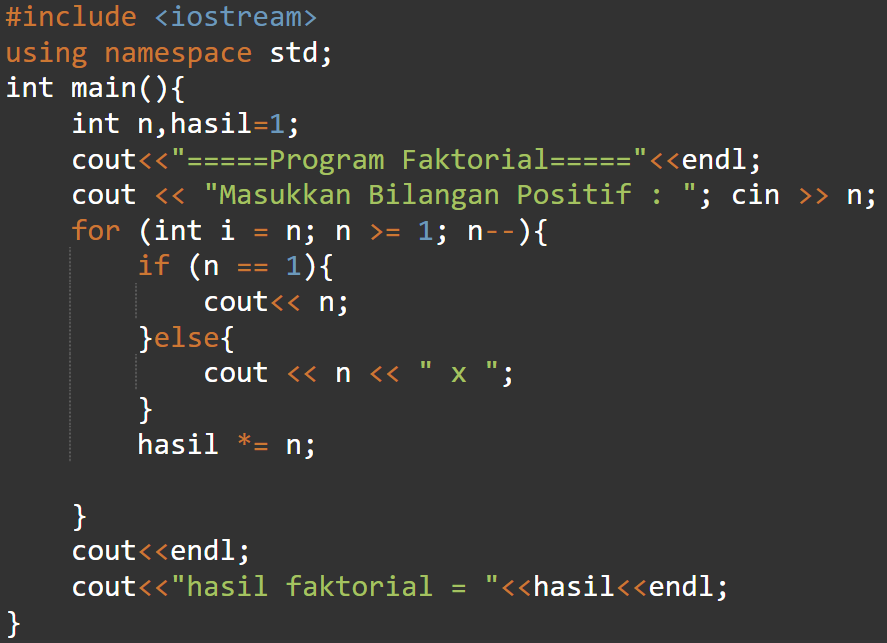 #include <iostream>
using namespace std;
int main(){
    int n,hasil=1;
    cout<<"=====Program Faktorial====="<<endl;
    cout << "Masukkan Bilangan Positif : "; cin >> n;
    for (int i = n; n >= 1; n--){
        if (n == 1){
            cout<< n;
        }else{
            cout << n << " x ";
        }
        hasil *= n;

    }
    cout<<endl;
    cout<<"hasil faktorial = "<<hasil<<endl;
}